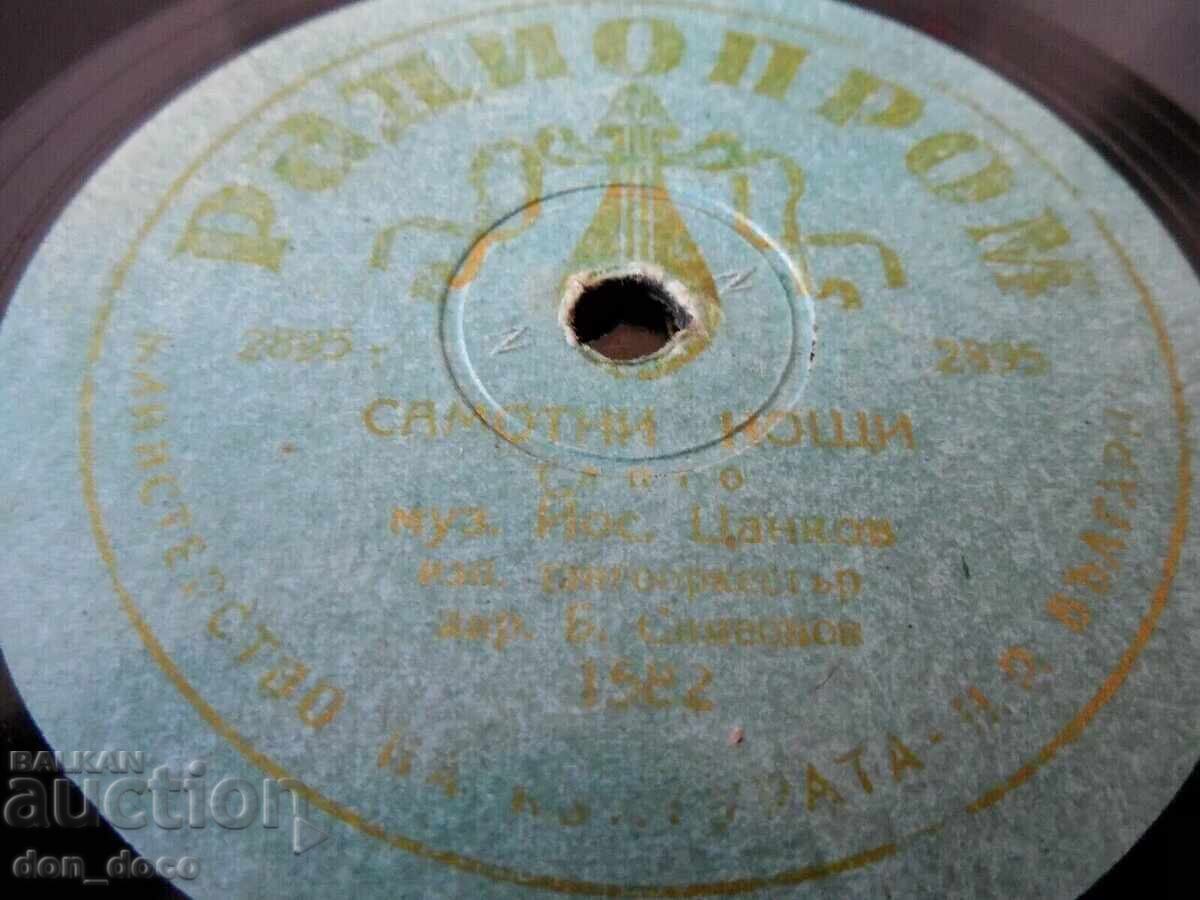 РАДИОПРОМ
2895 г. 2895
САМОТНИ НОЩИ
танго
муз. Йос. Цанков
изп. тангооркестър
дир. Б. Симеонов
1582
МИНИСТЕРСТВО НА КУЛТУРАТА - Н.Р. БЪЛГАРИЯ
BALKAN
auction
don_doco